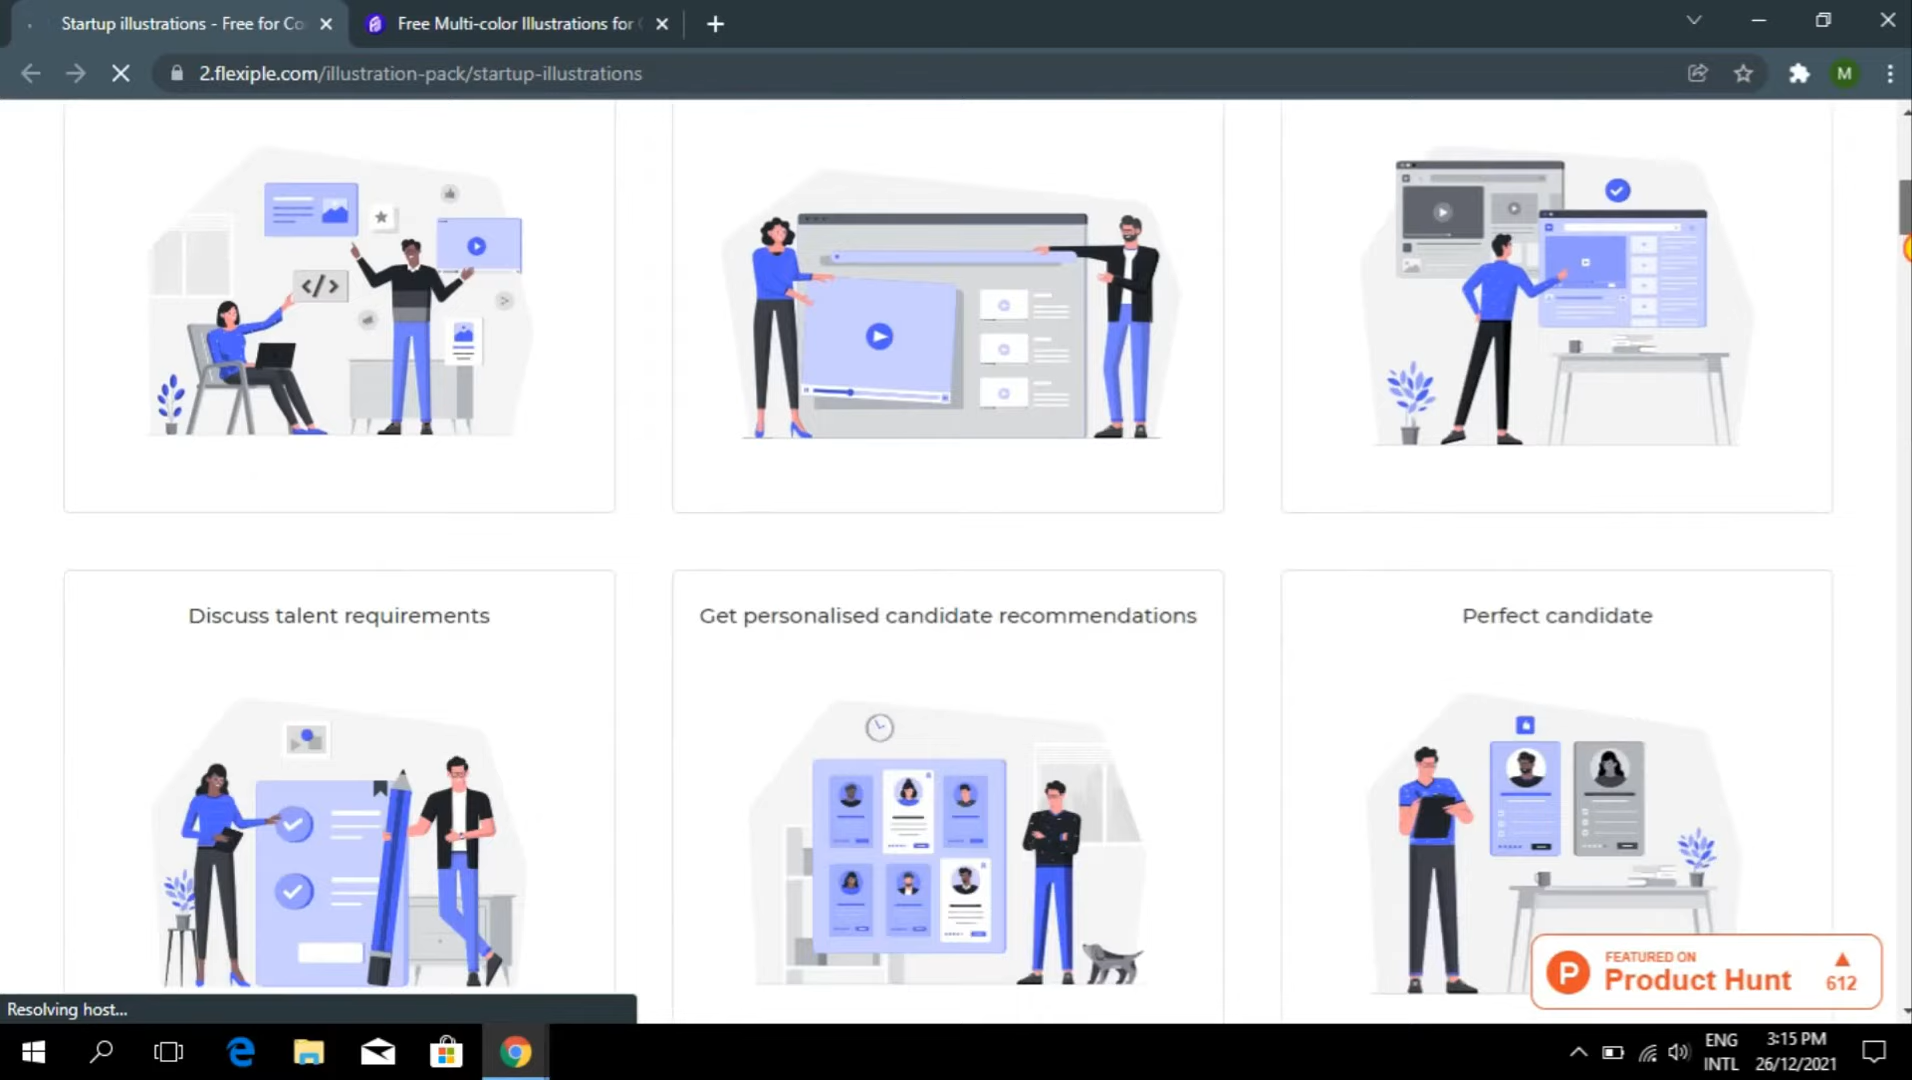 Startup illustrations - Free for Co
Free Multi-color Illustrations for
2.flexiple.com/illustration-pack/startup-illustrations
M
</>
Discuss talent requirements
Get personalised candidate recommendations
Perfect candidate
P
FEATURED ON
Product Hunt
612
Resolving host...
ENG
INTL
3:15 PM
26/12/2021